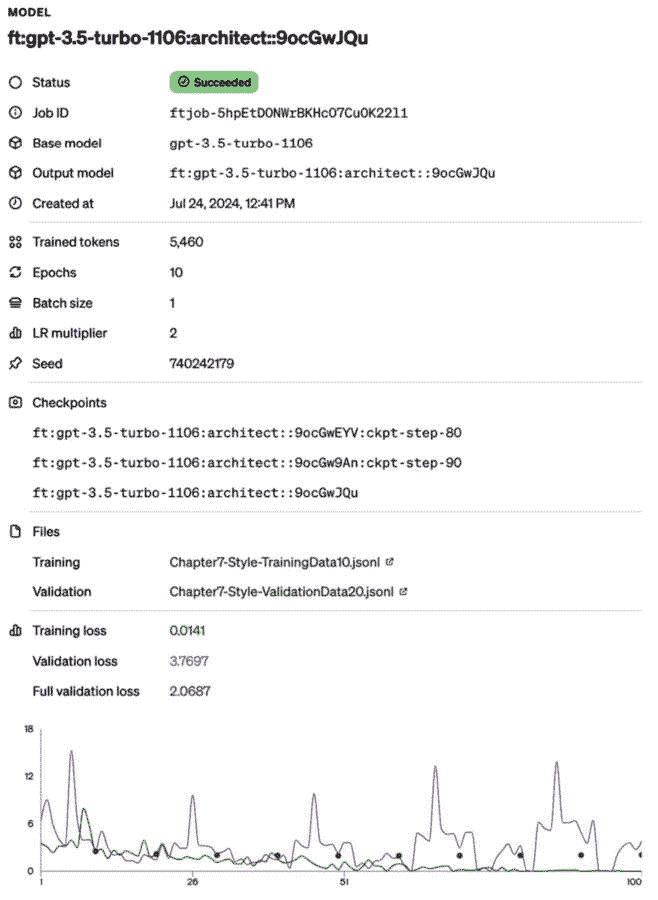 MODEL
ft:gpt-3.5-turbo-1106:architect::9ocGwJQu
Status Succeeded
Job ID ftjob-5hpEtDONWrBKHcO7CuOK22l1
Base model gpt-3.5-turbo-1106
Output model ft:gpt-3.5-turbo-1106:architect::9ocGwJQu
Created at Jul 24, 2024, 12:41 PM
Trained tokens 5,460
Epochs 10
Batch size 1
LR multiplier 2
Seed 740242179
Checkpoints
ft:gpt-3.5-turbo-1106:architect::9ocGwEYV:ckpt-step-80
ft:gpt-3.5-turbo-1106:architect::9ocGw9An:ckpt-step-90
ft:gpt-3.5-turbo-1106:architect::9ocGwJQu
Files
Training Chapter7-Style-TrainingData10.jsonl
Validation Chapter7-Style-ValidationData20.jsonl
Training loss 0.0141
Validation loss 3.7697
Full validation loss 2.0687
18
12
6
0
1 26 51 100